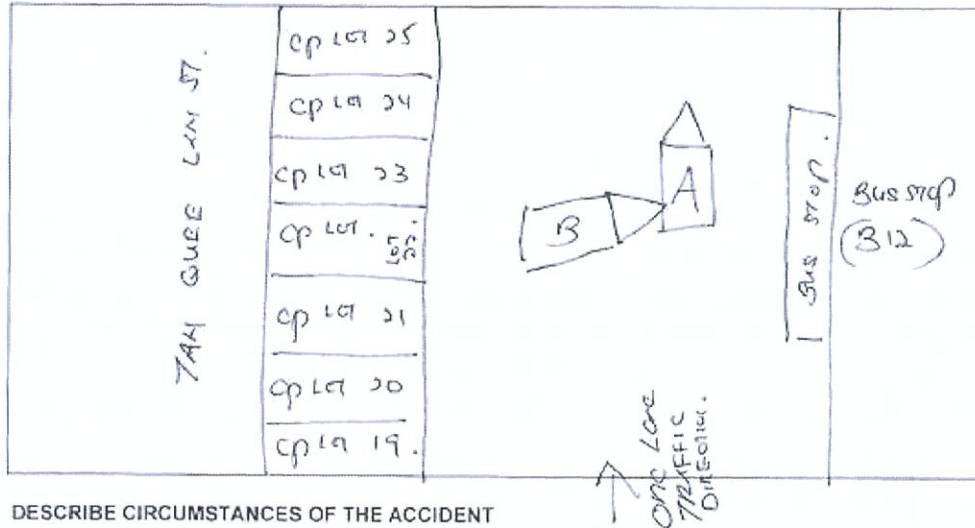 TAN QUEE LAN ST.
CP LOT 25
CP LOT 24
CP LOT 23
CP LOT.
CP LOT 21
CP LOT 20
CP LOT 19.
B
A
BUS STOP.
BUS STOP
(B12)
ONE LANE
TRAFFIC
DIRECTION.
DESCRIBE CIRCUMSTANCES OF THE ACCIDENT